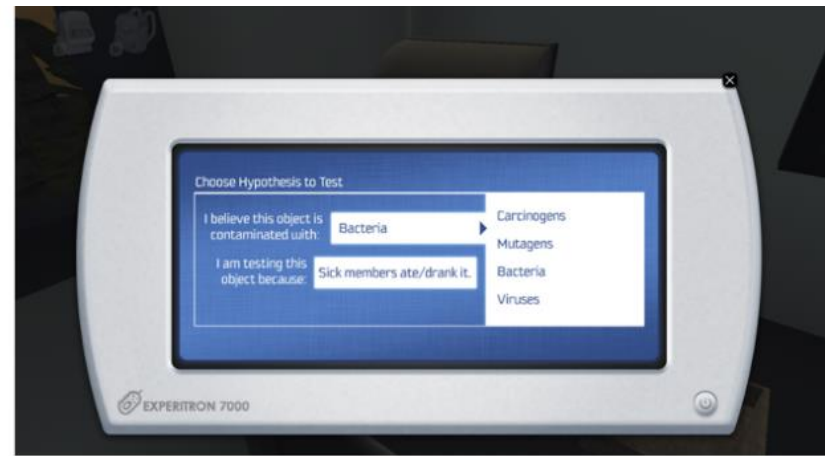 Choose Hypothesis to Test
I believe this object is
contaminated with:
Bacteria
I am testing this
object because:
Sick members ate/drank it.
Carcinogens
Mutagens
Bacteria
Viruses
EXPERITRON 7000